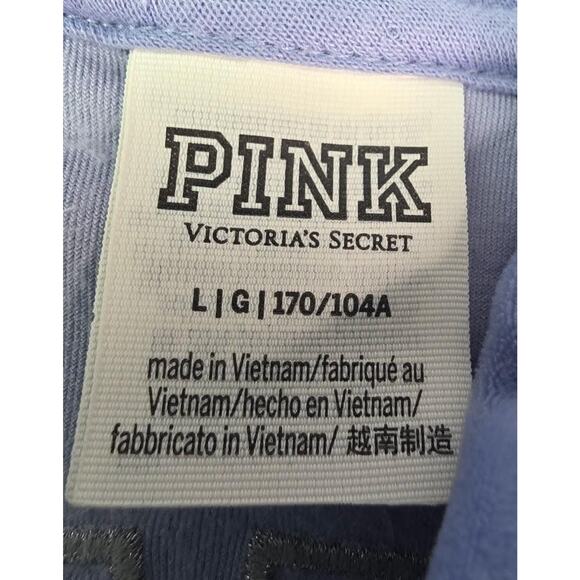 PINK
VICTORIA'S SECRET
L|G|170/104A
made in Vietnam/fabriqué au
Vietnam/hecho en Vietnam/
fabbricato in Vietnam/ 越南制造